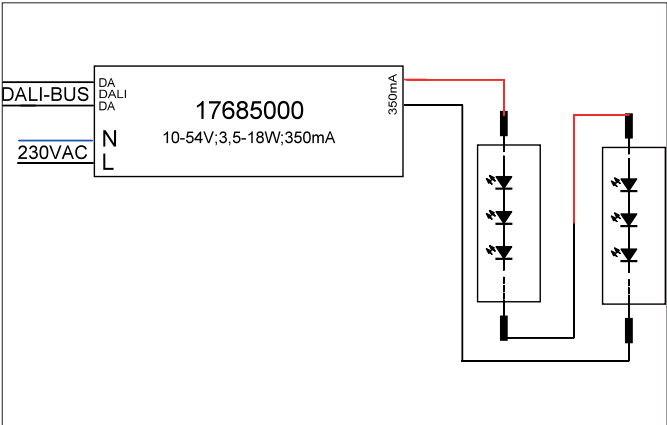 DALI-BUS
DA
DALI
DA
N
230VAC
L
17685000
10-54V;3,5-18W;350mA
350mA